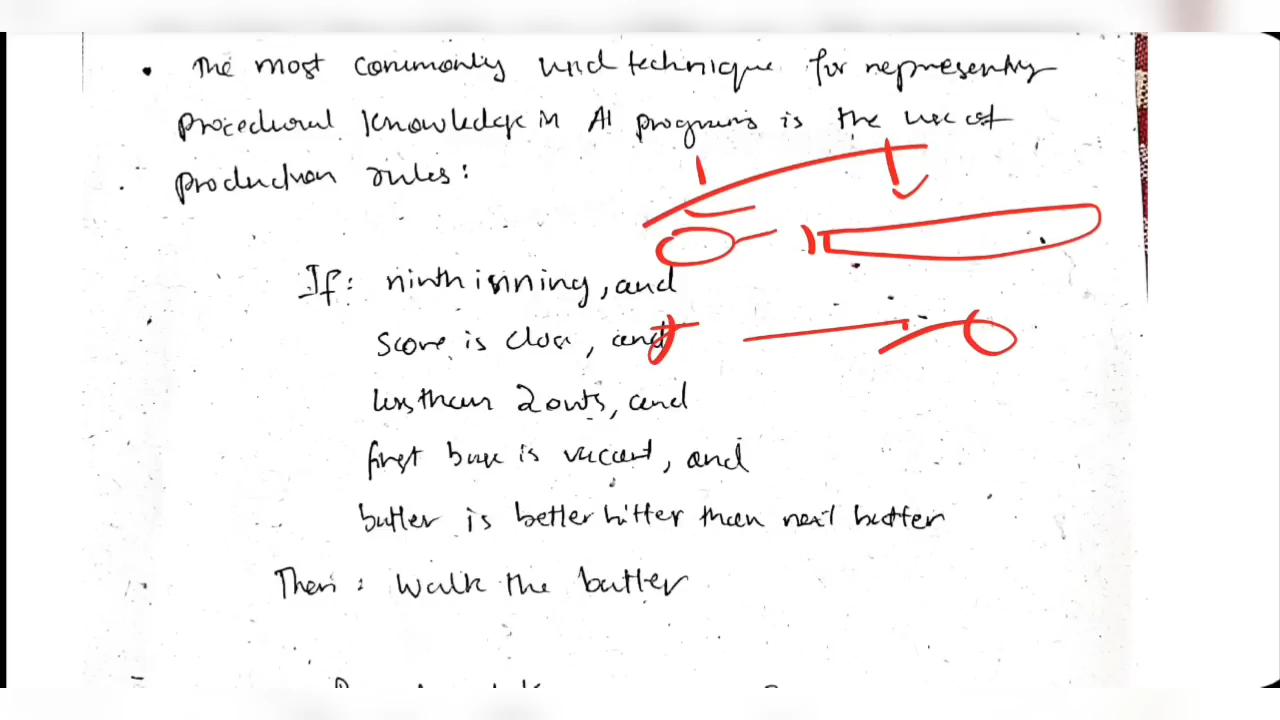 • The most commonly used technique for representing
procedural knowledge in AI programs is the use of
production rules:
If: ninth inning, and
score is close, and
less than 2 outs, and
first base is vacant, and
batter is better hitter than next batter
Then: walk the batter